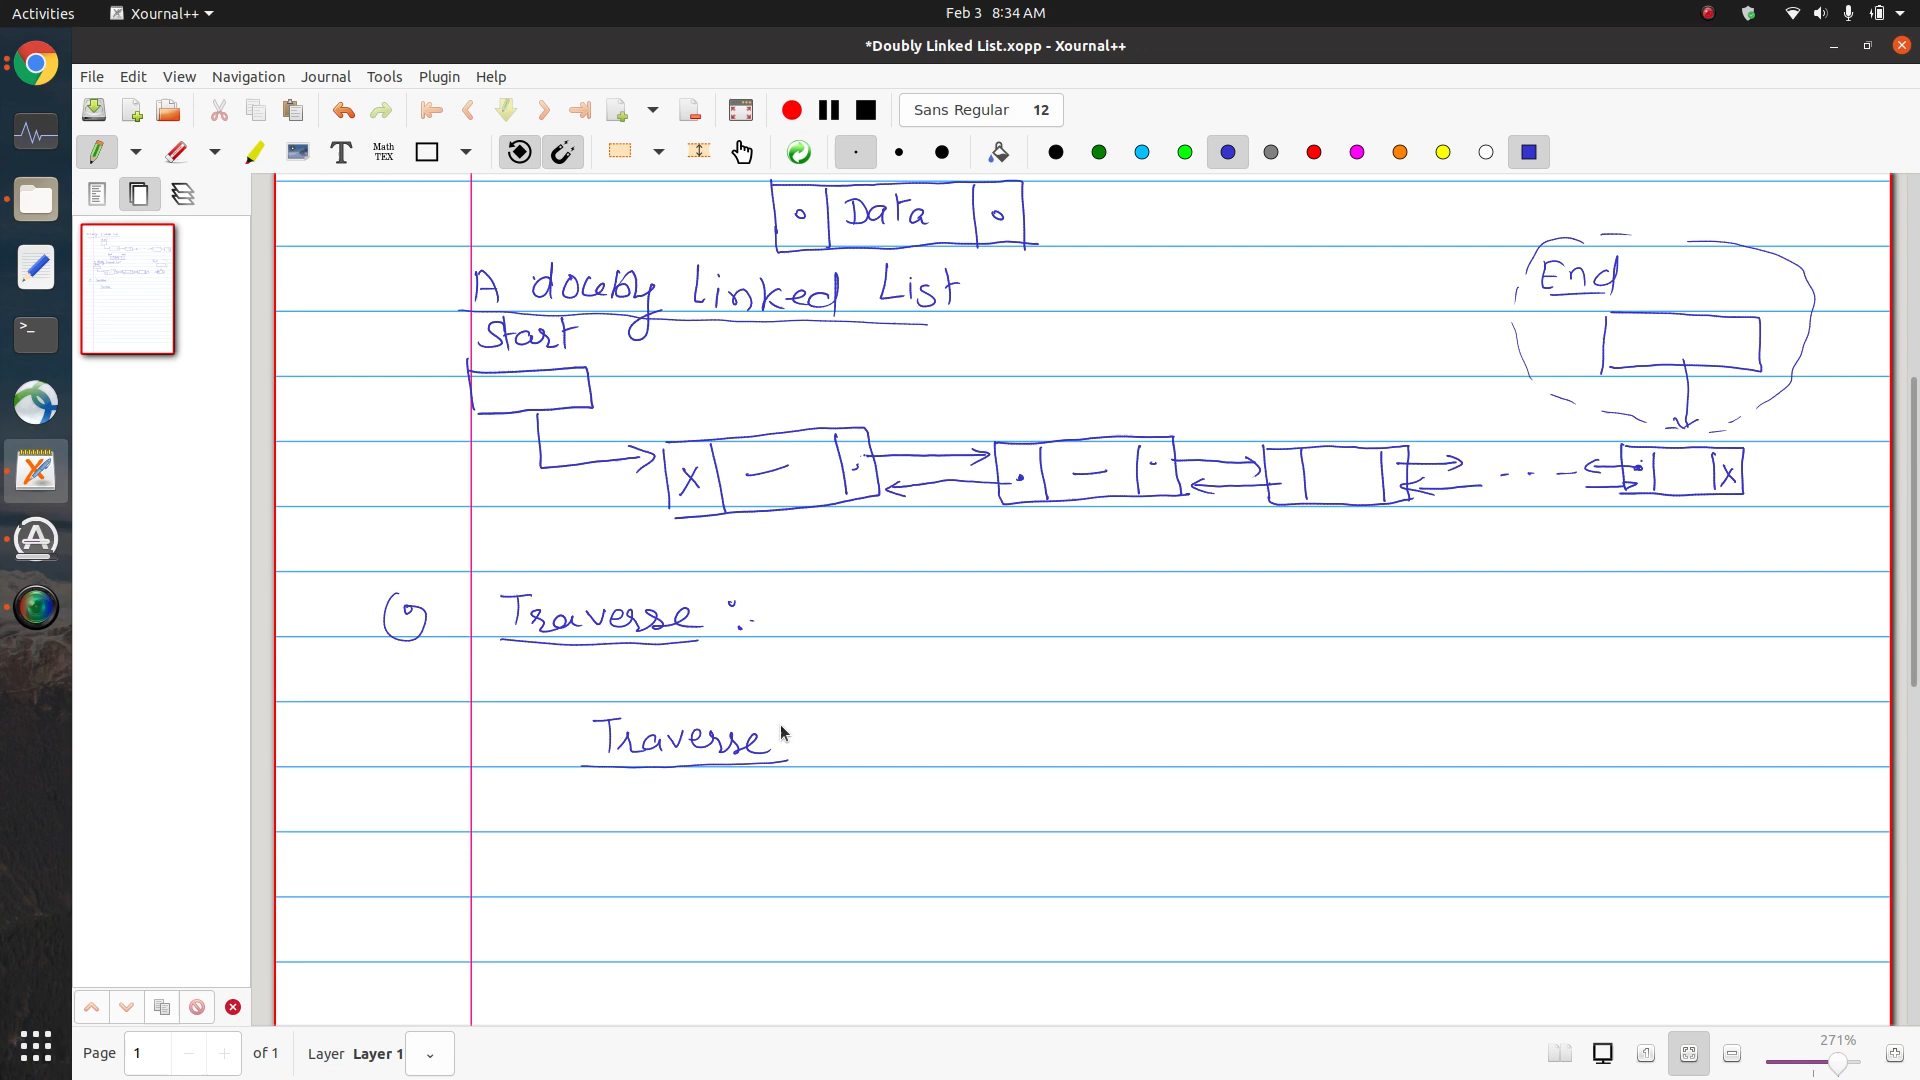 Activities Xournal++ Feb 3 8:34 AM
*Doubly Linked List.xopp - Xournal++
File Edit View Navigation Journal Tools Plugin Help
Sans Regular 12
T Math TEX
Data
A doubly Linked List
Start
End
X X
Traverse :
Traverse
Page 1 of 1 Layer Layer 1 271%